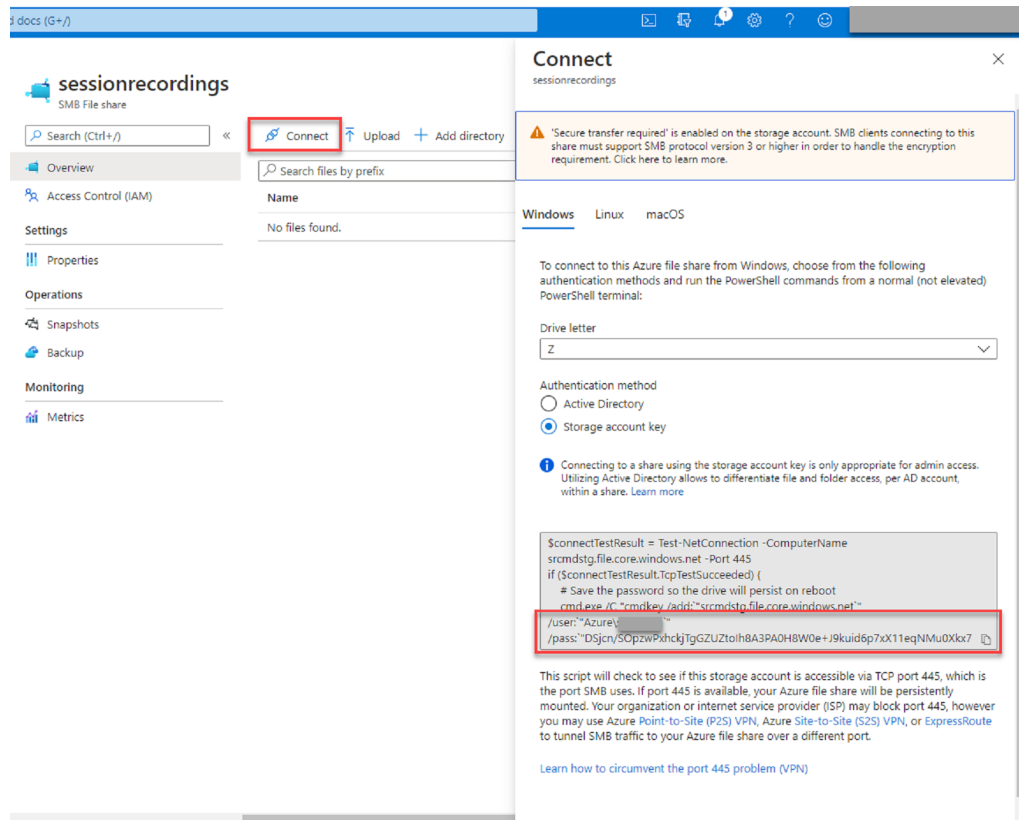 d docs (G+/)
1
sessionrecordings
SMB File share
Search (Ctrl+/)
«
Overview
Access Control (IAM)
Settings
Properties
Operations
Snapshots
Backup
Monitoring
Metrics
Connect
Upload
Add directory
Search files by prefix
Name
No files found.
Connect
sessionrecordings
'Secure transfer required' is enabled on the storage account. SMB clients connecting to this
share must support SMB protocol version 3 or higher in order to handle the encryption
requirement. Click here to learn more.
Windows Linux macOS
To connect to this Azure file share from Windows, choose from the following
authentication methods and run the PowerShell commands from a normal (not elevated)
PowerShell terminal:
Drive letter
Z
Authentication method
Active Directory
Storage account key
Connecting to a share using the storage account key is only appropriate for admin access.
Utilizing Active Directory allows to differentiate file and folder access, per AD account,
within a share. Learn more
$connectTestResult = Test-NetConnection -ComputerName
srcmdstg.file.core.windows.net -Port 445
if ($connectTestResult.TcpTestSucceeded) {
# Save the password so the drive will persist on reboot
cmd.exe /C "cmdkey /add:`"srcmdstg.file.core.windows.net`"
/user:`"Azure\ `"
/pass:`"DSjcn/SOpzwPxhckjTgGZUZtoIh8A3PA0H8W0e+J9kuid6p7xX11eqNMu0Xkx7
This script will check to see if this storage account is accessible via TCP port 445, which is
the port SMB uses. If port 445 is available, your Azure file share will be persistently
mounted. Your organization or internet service provider (ISP) may block port 445, however
you may use Azure Point-to-Site (P2S) VPN, Azure Site-to-Site (S2S) VPN, or ExpressRoute
to tunnel SMB traffic to your Azure file share over a different port.
Learn how to circumvent the port 445 problem (VPN)